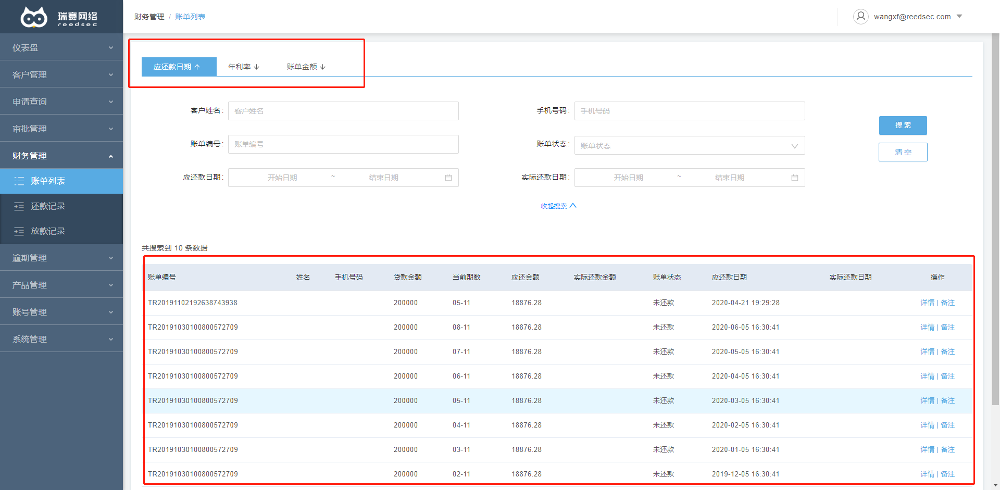 瑞赛网络
reedsec
财务管理 / 账单列表
wangxf@reedsec.com
仪表盘
客户管理
申请查询
审批管理
财务管理
账单列表
还款记录
放款记录
逾期管理
产品管理
账号管理
系统管理
应还款日期 ↑ 年利率 ↓ 账单金额 ↓
客户姓名: 客户姓名 手机号码: 手机号码
搜 索
账单编号: 账单编号 账单状态: 账单状态
清 空
应还款日期: 开始日期 ~ 结束日期 实际还款日期: 开始日期 ~ 结束日期
收起搜索
共搜索到 10 条数据
账单编号 姓名 手机号码 贷款金额 当前期数 应还金额 实际还款金额 账单状态 应还款日期 实际还款日期 操作
TR20191102192638743938 200000 05-11 18876.28 未还款 2020-04-21 19:29:28 详情 | 备注
TR20191030100800572709 200000 08-11 18876.28 未还款 2020-06-05 16:30:41 详情 | 备注
TR20191030100800572709 200000 07-11 18876.28 未还款 2020-05-05 16:30:41 详情 | 备注
TR20191030100800572709 200000 06-11 18876.28 未还款 2020-04-05 16:30:41 详情 | 备注
TR20191030100800572709 200000 05-11 18876.28 未还款 2020-03-05 16:30:41 详情 | 备注
TR20191030100800572709 200000 04-11 18876.28 未还款 2020-02-05 16:30:41 详情 | 备注
TR20191030100800572709 200000 03-11 18876.28 未还款 2020-01-05 16:30:41 详情 | 备注
TR20191030100800572709 200000 02-11 18876.28 未还款 2019-12-05 16:30:41 详情 | 备注